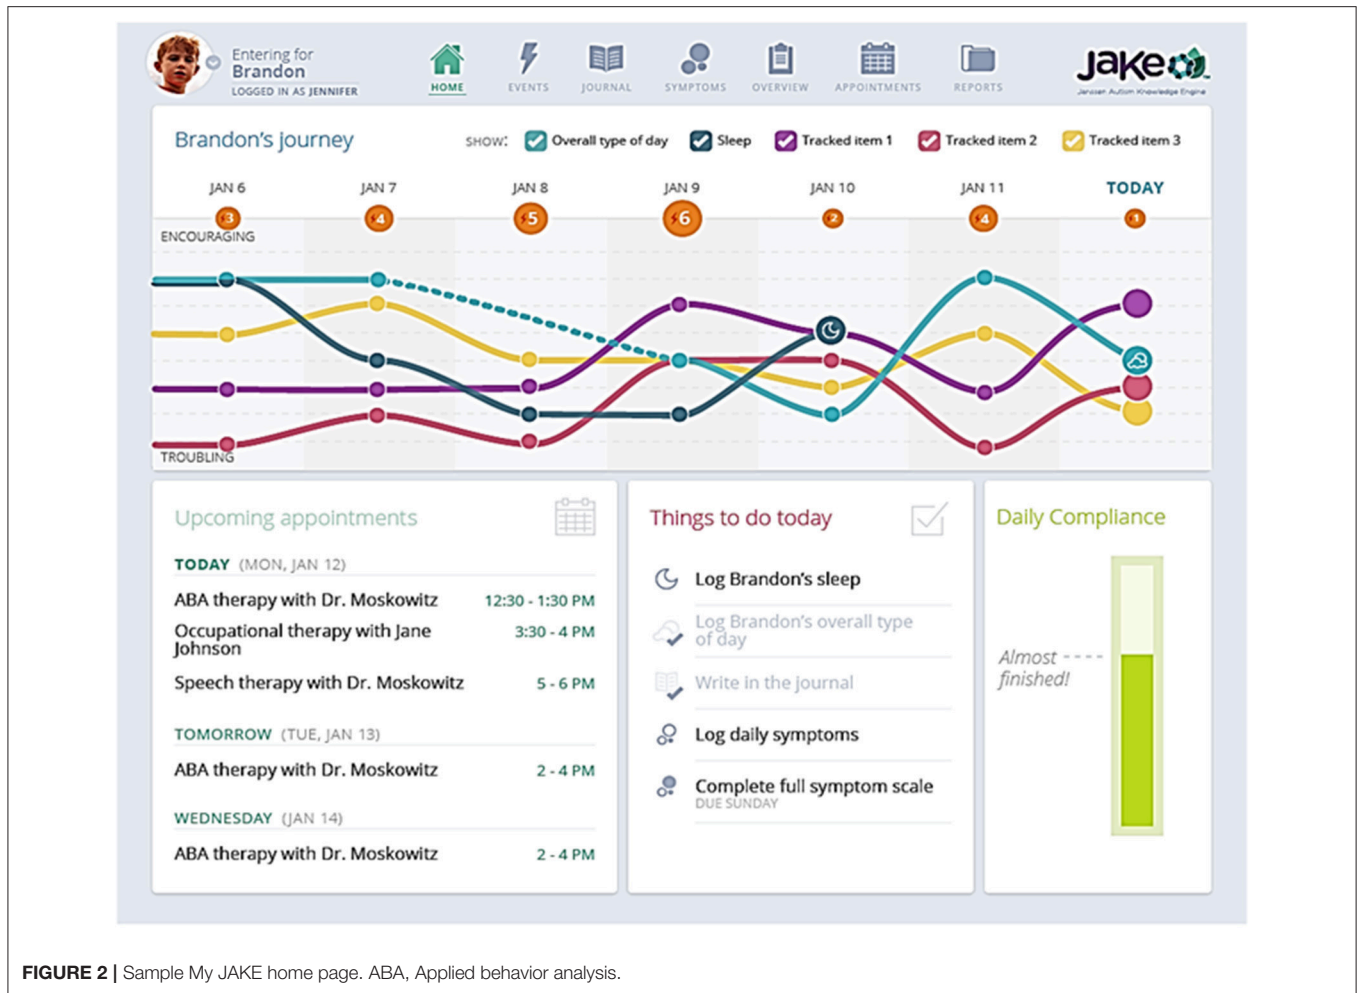 Entering for
Brandon
LOGGED IN AS JENNIFER
HOME
EVENTS
JOURNAL
SYMPTOMS
OVERVIEW
APPOINTMENTS
REPORTS
JAKE
Janssen Autism Knowledge Engine
Brandon's journey
SHOW:
Overall type of day
Sleep
Tracked item 1
Tracked item 2
Tracked item 3
JAN 6
JAN 7
JAN 8
JAN 9
JAN 10
JAN 11
TODAY
3
4
5
6
2
4
1
ENCOURAGING
TROUBLING
Upcoming appointments
TODAY (MON, JAN 12)
ABA therapy with Dr. Moskowitz 12:30 - 1:30 PM
Occupational therapy with Jane 3:30 - 4 PM
Johnson
Speech therapy with Dr. Moskowitz 5 - 6 PM
TOMORROW (TUE, JAN 13)
ABA therapy with Dr. Moskowitz 2 - 4 PM
WEDNESDAY (JAN 14)
ABA therapy with Dr. Moskowitz 2 - 4 PM
Things to do today
Log Brandon's sleep
Log Brandon's overall type
of day
Write in the journal
Log daily symptoms
Complete full symptom scale
DUE SUNDAY
Daily Compliance
Almost
finished!
FIGURE 2 | Sample My JAKE home page. ABA, Applied behavior analysis.